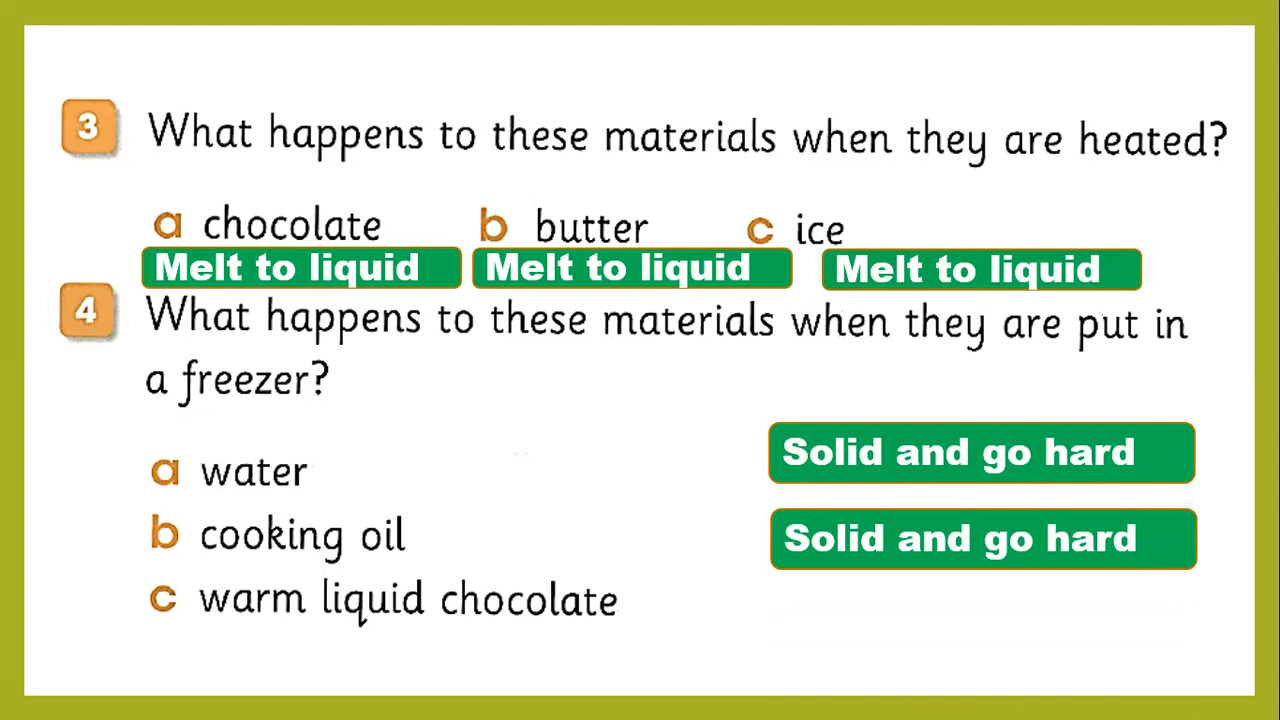 3 What happens to these materials when they are heated?
a chocolate b butter c ice
Melt to liquid Melt to liquid Melt to liquid
4 What happens to these materials when they are put in
a freezer?
Solid and go hard
a water
b cooking oil
Solid and go hard
c warm liquid chocolate